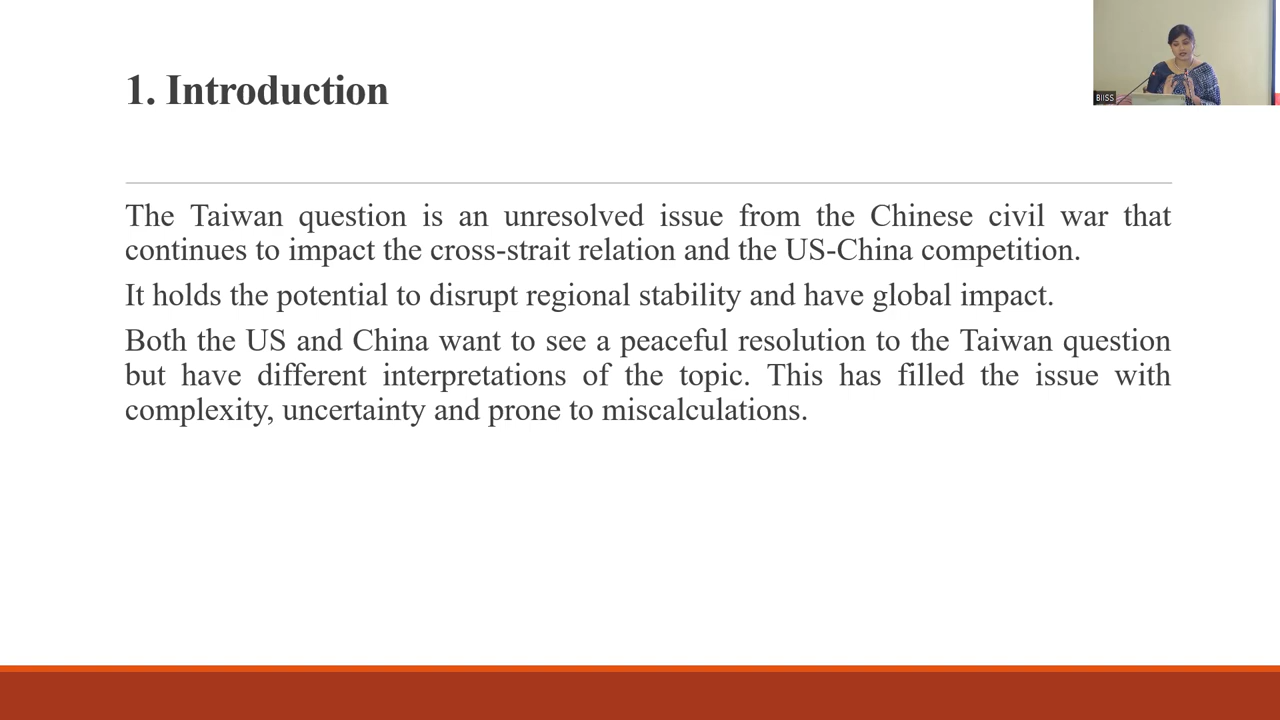 1. Introduction
BIISS
The Taiwan question is an unresolved issue from the Chinese civil war that
continues to impact the cross-strait relation and the US-China competition.
It holds the potential to disrupt regional stability and have global impact.
Both the US and China want to see a peaceful resolution to the Taiwan question
but have different interpretations of the topic. This has filled the issue with
complexity, uncertainty and prone to miscalculations.